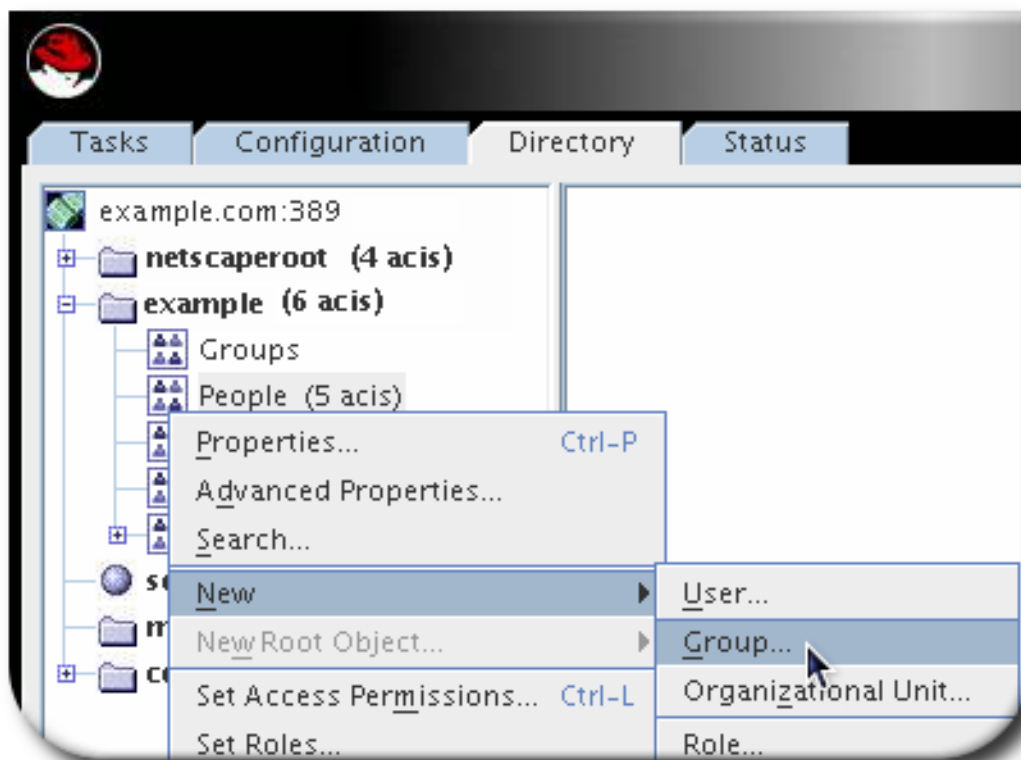 Tasks Configuration Directory Status
example.com:389
netscaperoot (4 acis)
example (6 acis)
Groups
People (5 acis)
Properties... Ctrl-P
Advanced Properties...
Search...
New
User...
New Root Object...
Group...
Set Access Permissions... Ctrl-L
Organizational Unit...
Set Roles...
Role...